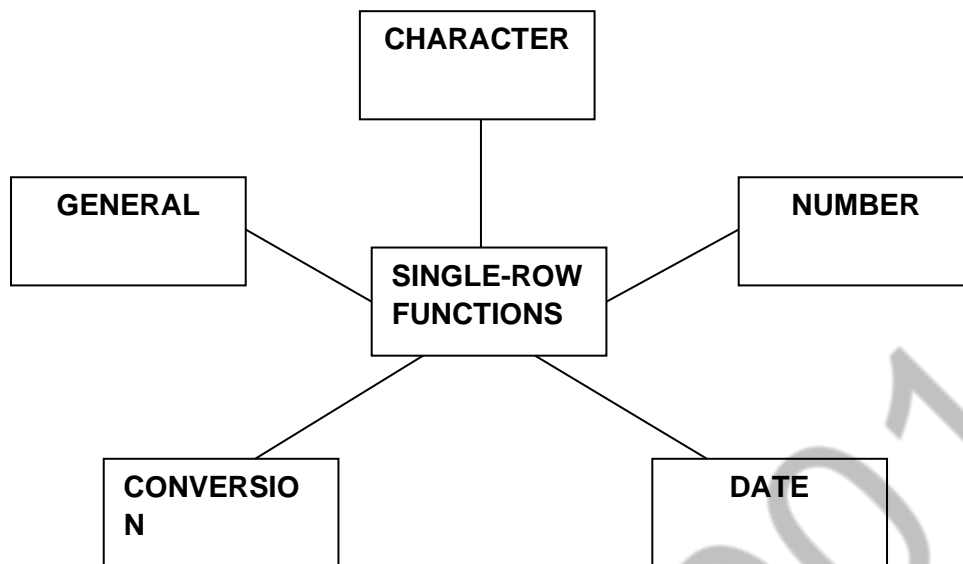 CHARACTER
GENERAL
NUMBER
SINGLE-ROW
FUNCTIONS
CONVERSIO
N
DATE